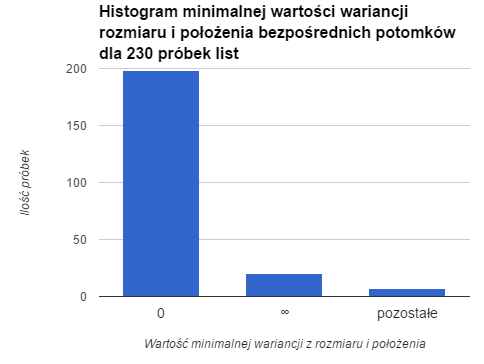 Histogram minimalnej wartości wariancji
rozmiaru i położenia bezpośrednich potomków
dla 230 próbek list
200
150
100
50
0
Ilość próbek
0 ∞ pozostałe
Wartość minimalnej wariancji z rozmiaru i położenia